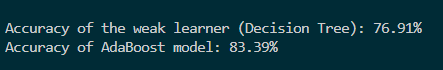 Accuracy of the weak learner (Decision Tree): 76.91%
Accuracy of AdaBoost model: 83.39%